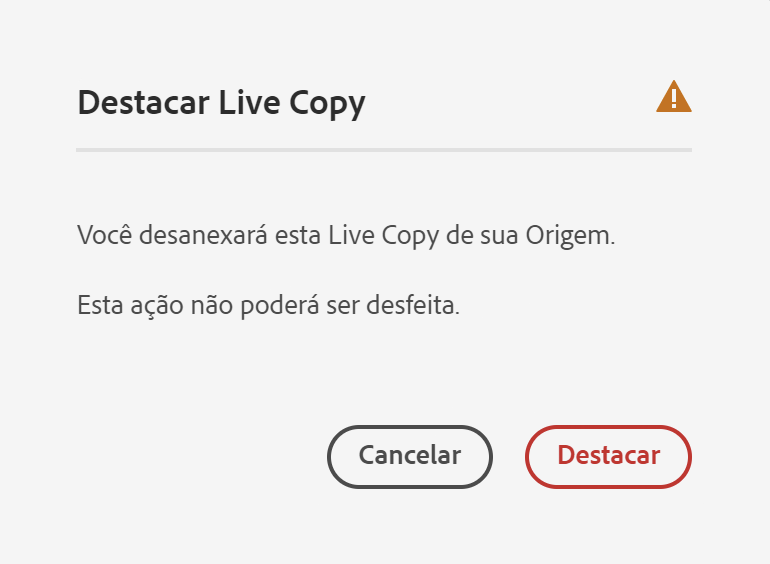 Destacar Live Copy
Você desanexará esta Live Copy de sua Origem.
Esta ação não poderá ser desfeita.
Cancelar
Destacar